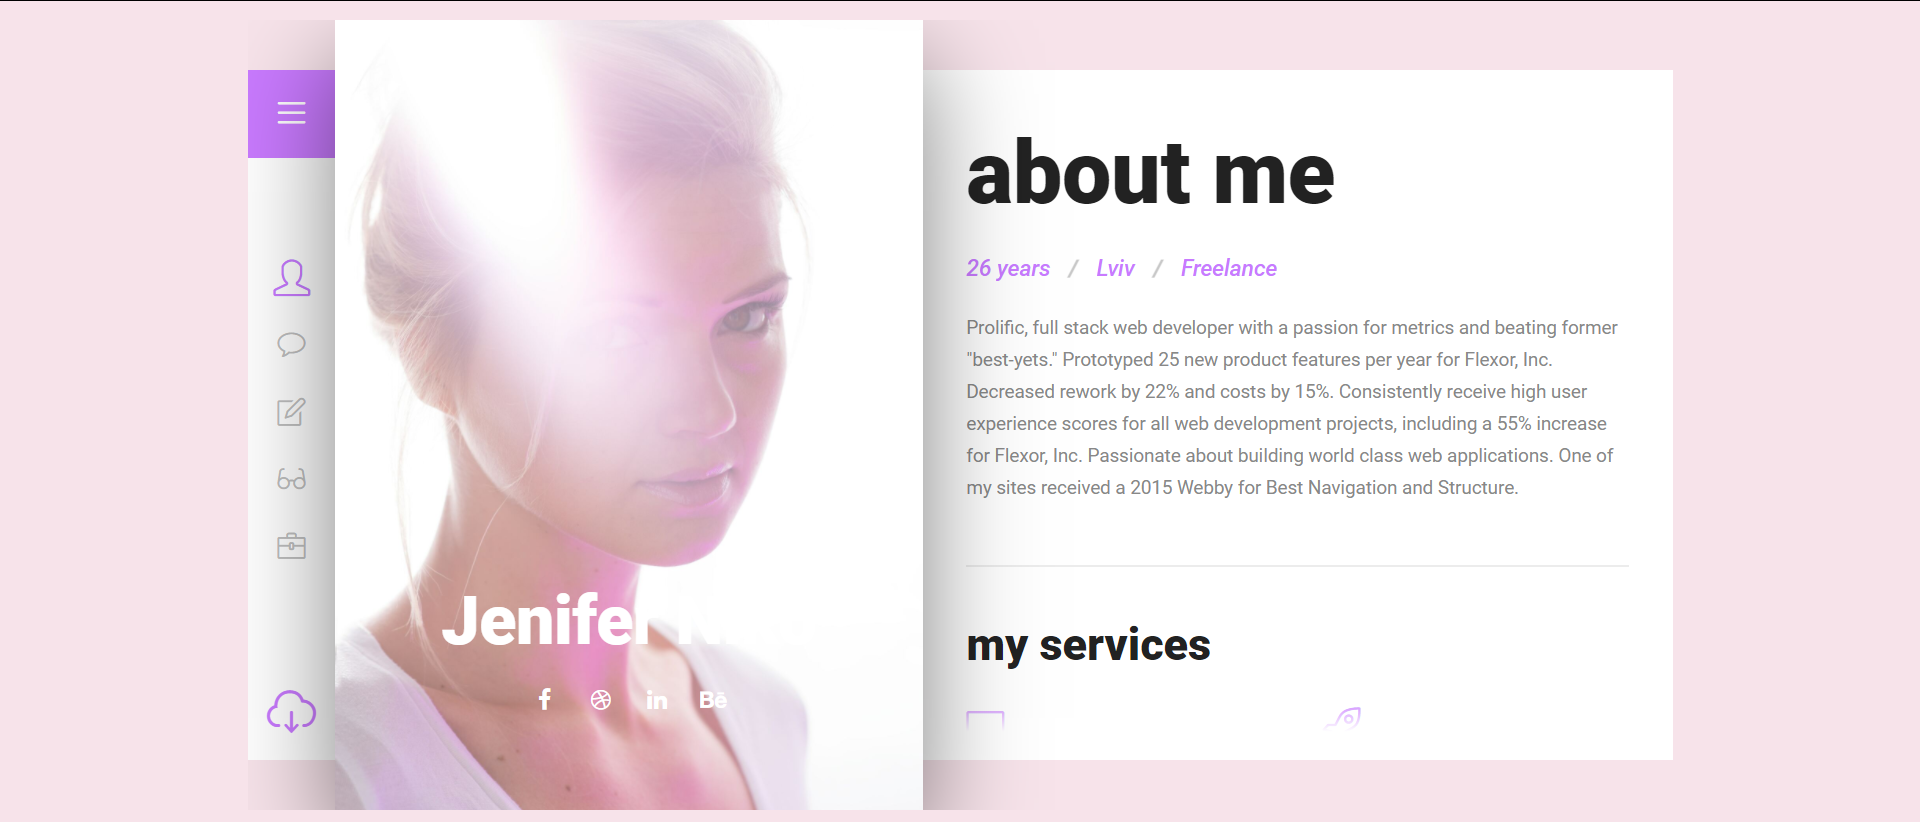 about me
26 years / Lviv / Freelance
Prolific, full stack web developer with a passion for metrics and beating former
"best-yets." Prototyped 25 new product features per year for Flexor, Inc.
Decreased rework by 22% and costs by 15%. Consistently receive high user
experience scores for all web development projects, including a 55% increase
for Flexor, Inc. Passionate about building world class web applications. One of
my sites received a 2015 Webby for Best Navigation and Structure.
my services
Jenifer
f in Bē